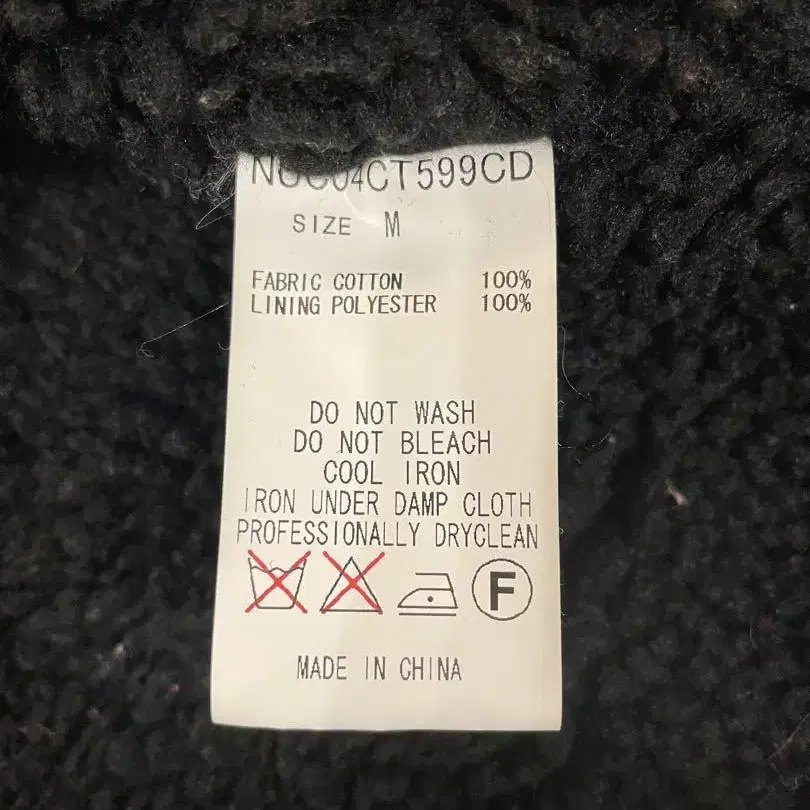 SIZE M
FABRIC COTTON 100%
LINING POLYESTER 100%
DO NOT WASH
DO NOT BLEACH
COOL IRON
IRON UNDER DAMP CLOTH
PROFESSIONALLY DRYCLEAN
F
MADE IN CHINA